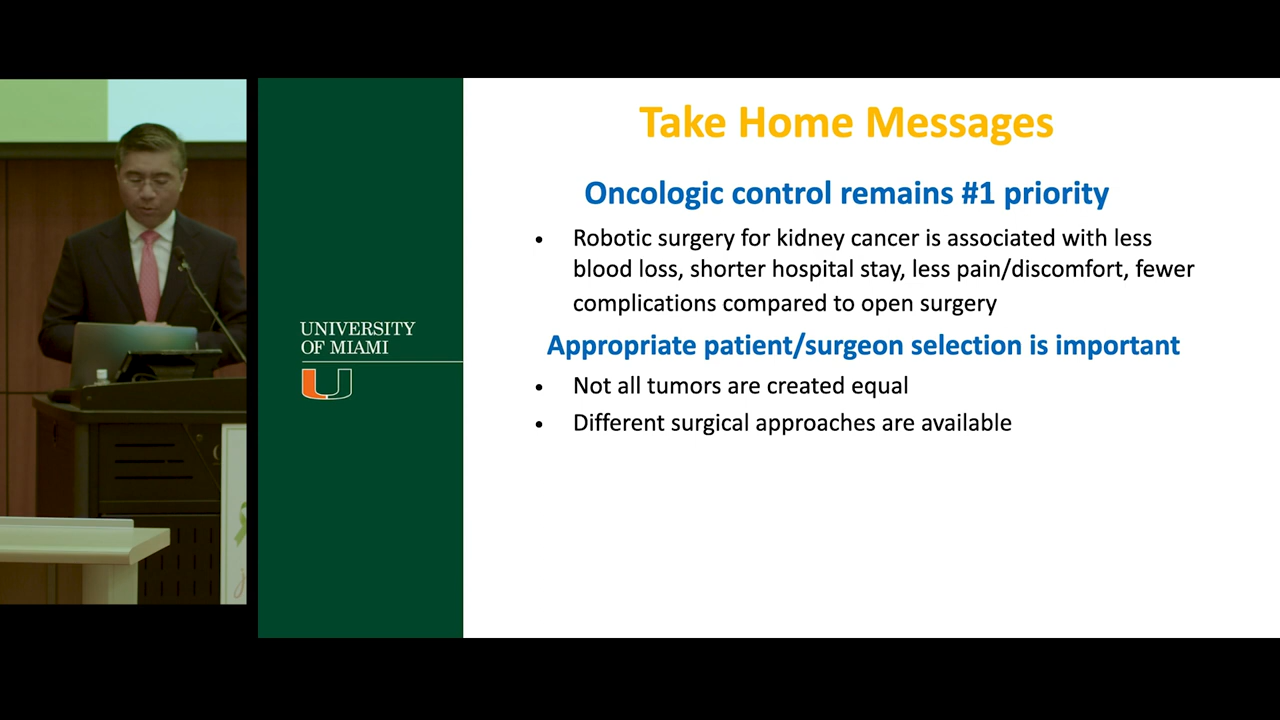 Take Home Messages
Oncologic control remains #1 priority
• Robotic surgery for kidney cancer is associated with less
blood loss, shorter hospital stay, less pain/discomfort, fewer
complications compared to open surgery
Appropriate patient/surgeon selection is important
• Not all tumors are created equal
• Different surgical approaches are available
UNIVERSITY
OF MIAMI